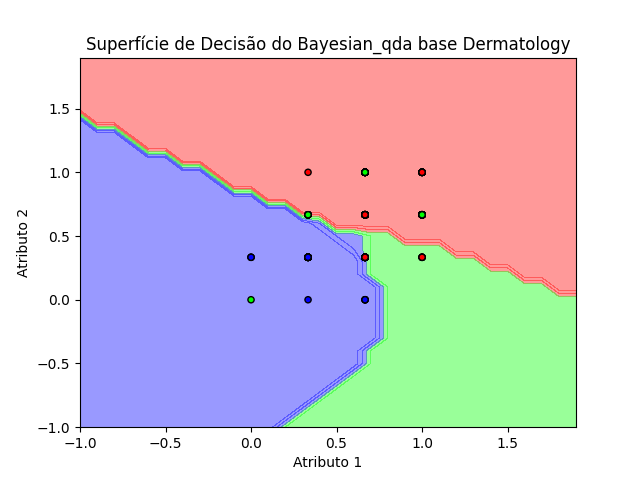 Superfície de Decisão do Bayesian_qda base Dermatology
1.5
1.0
0.5
0.0
−0.5
−1.0
Atributo 2
−1.0 −0.5 0.0 0.5 1.0 1.5
Atributo 1